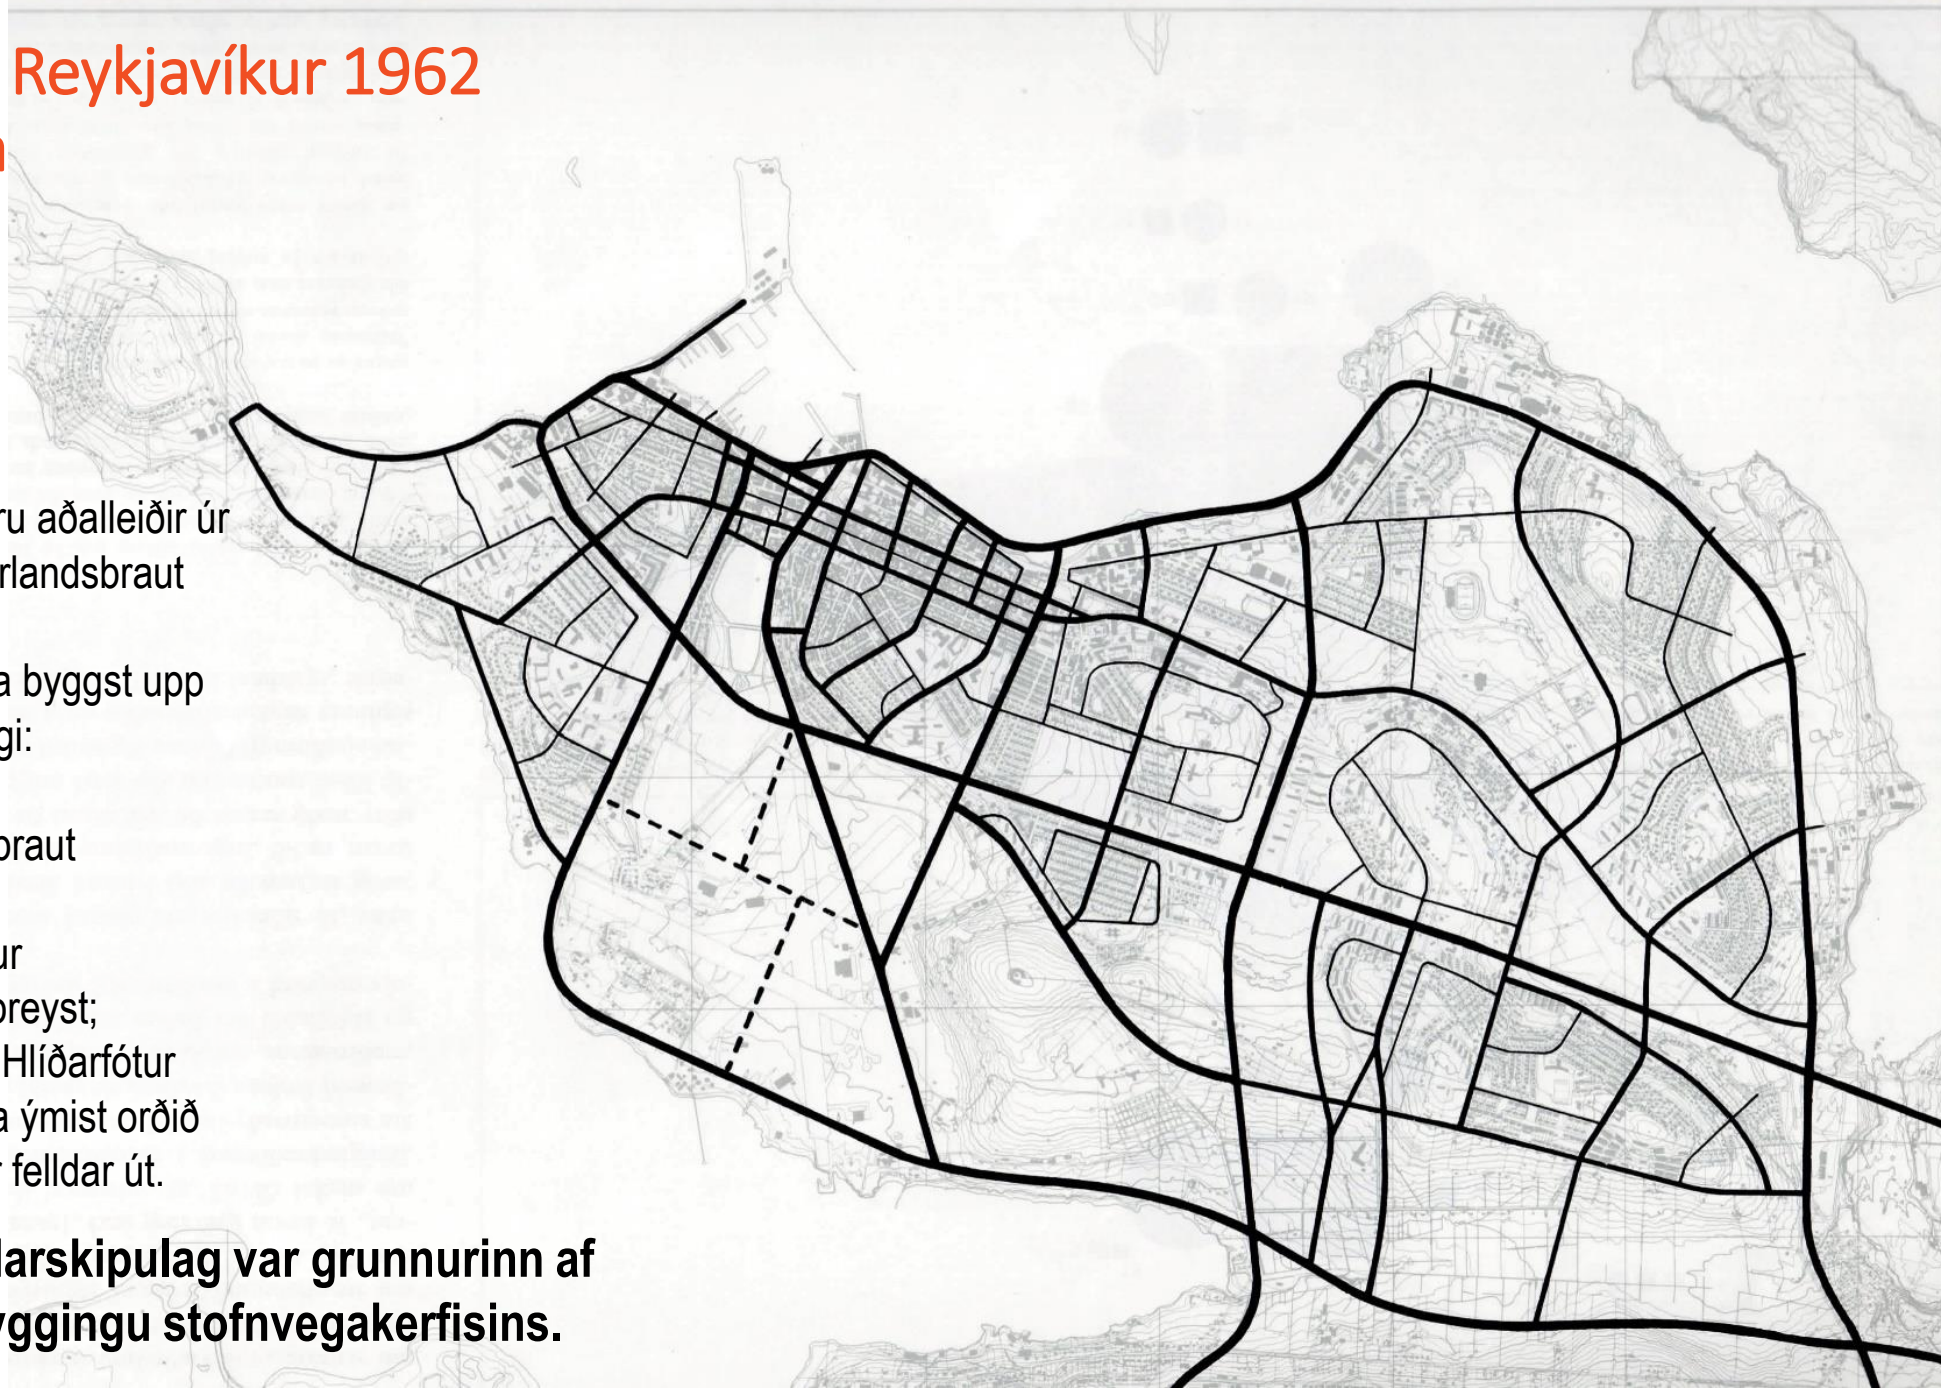 Reykjavíkur 1962
ru aðalleiðir úr
rlandsbraut
a byggst upp
gi:
braut
ur
breyst;
Hlíðarfótur
a ýmist orðið
r felldar út.
larskipulag var grunnurinn af
yggingu stofnvegakerfisins.